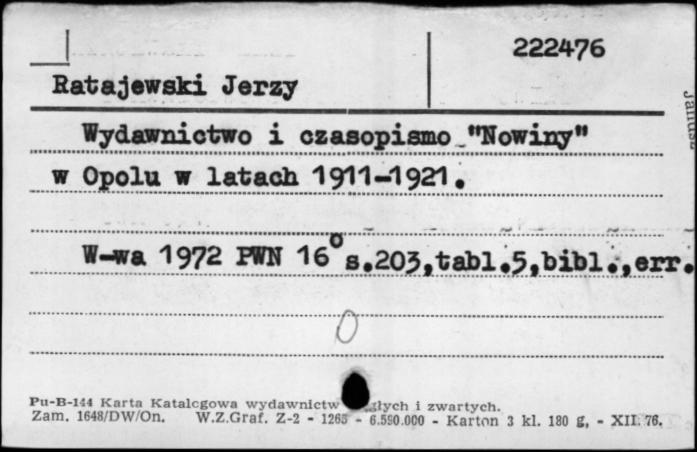 222476
Ratajewski Jerzy
Wydawnictwo i czasopismo "Nowiny"
w Opolu w latach 1911-1921.
W-wa 1972 PWN 16° s.203,tabl.5,bibl.,err.
0
Pu-B-144 Karta Katalogowa wydawnictw głych i zwartych.
Zam. 1648/DW/On. W.Z.Graf. Z-2 - 1265 - 6.590.000 - Karton 3 kl. 180 g, - XII. 76.